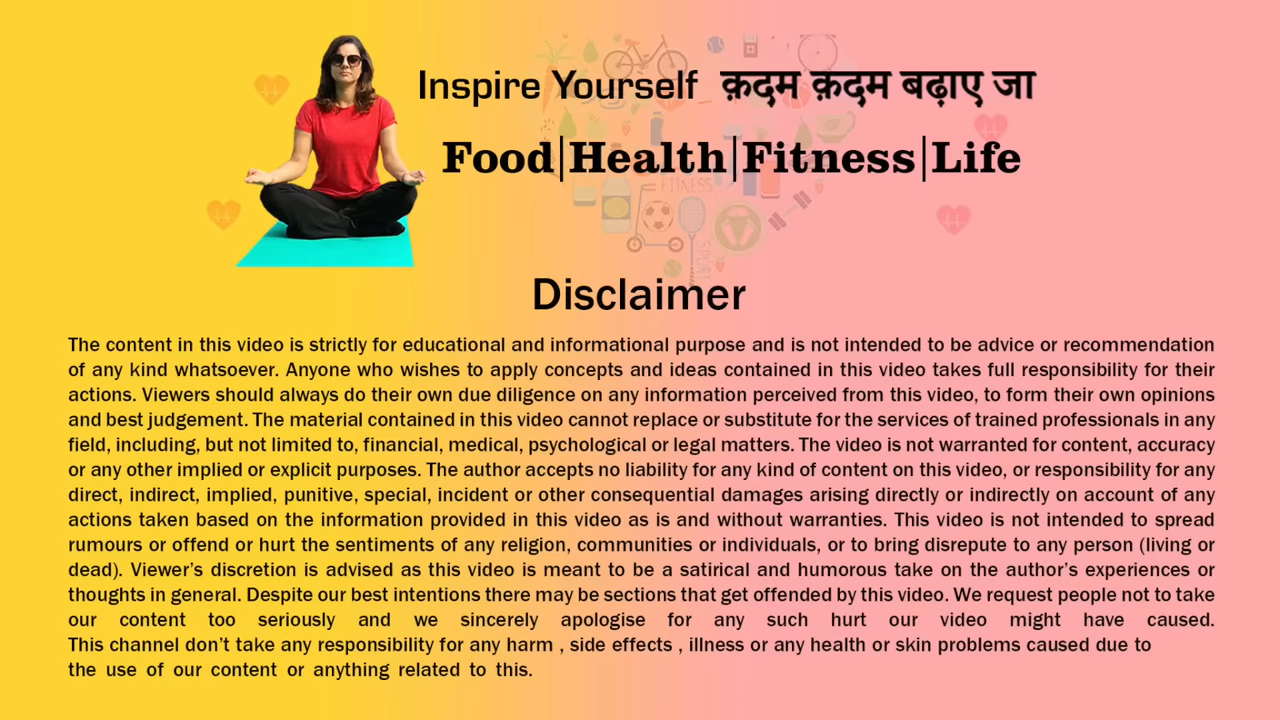 Inspire Yourself क़दम क़दम बढ़ाए जा
Food|Health|Fitness|Life
FITNESS
SPORT
Disclaimer
The content in this video is strictly for educational and informational purpose and is not intended to be advice or recommendation
of any kind whatsoever. Anyone who wishes to apply concepts and ideas contained in this video takes full responsibility for their
actions. Viewers should always do their own due diligence on any information perceived from this video, to form their own opinions
and best judgement. The material contained in this video cannot replace or substitute for the services of trained professionals in any
field, including, but not limited to, financial, medical, psychological or legal matters. The video is not warranted for content, accuracy
or any other implied or explicit purposes. The author accepts no liability for any kind of content on this video, or responsibility for any
direct, indirect, implied, punitive, special, incident or other consequential damages arising directly or indirectly on account of any
actions taken based on the information provided in this video as is and without warranties. This video is not intended to spread
rumours or offend or hurt the sentiments of any religion, communities or individuals, or to bring disrepute to any person (living or
dead). Viewer’s discretion is advised as this video is meant to be a satirical and humorous take on the author’s experiences or
thoughts in general. Despite our best intentions there may be sections that get offended by this video. We request people not to take
our content too seriously and we sincerely apologise for any such hurt our video might have caused.
This channel don’t take any responsibility for any harm , side effects , illness or any health or skin problems caused due to
the use of our content or anything related to this.